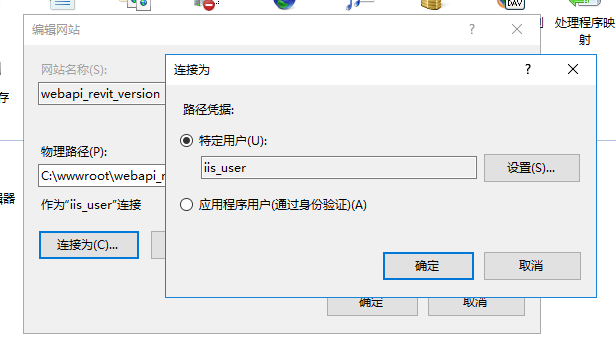 处理程序映
射
编辑网站
?
网站名称(S):
webapi_revit_version
存
物理路径(P):
C:\wwwroot\webapi_r
辑器
作为“iis_user”连接
连接为(C)...
确定
取消
连接为
?
路径凭据:
特定用户(U):
iis_user
设置(S)...
应用程序用户(通过身份验证)(A)
确定
取消